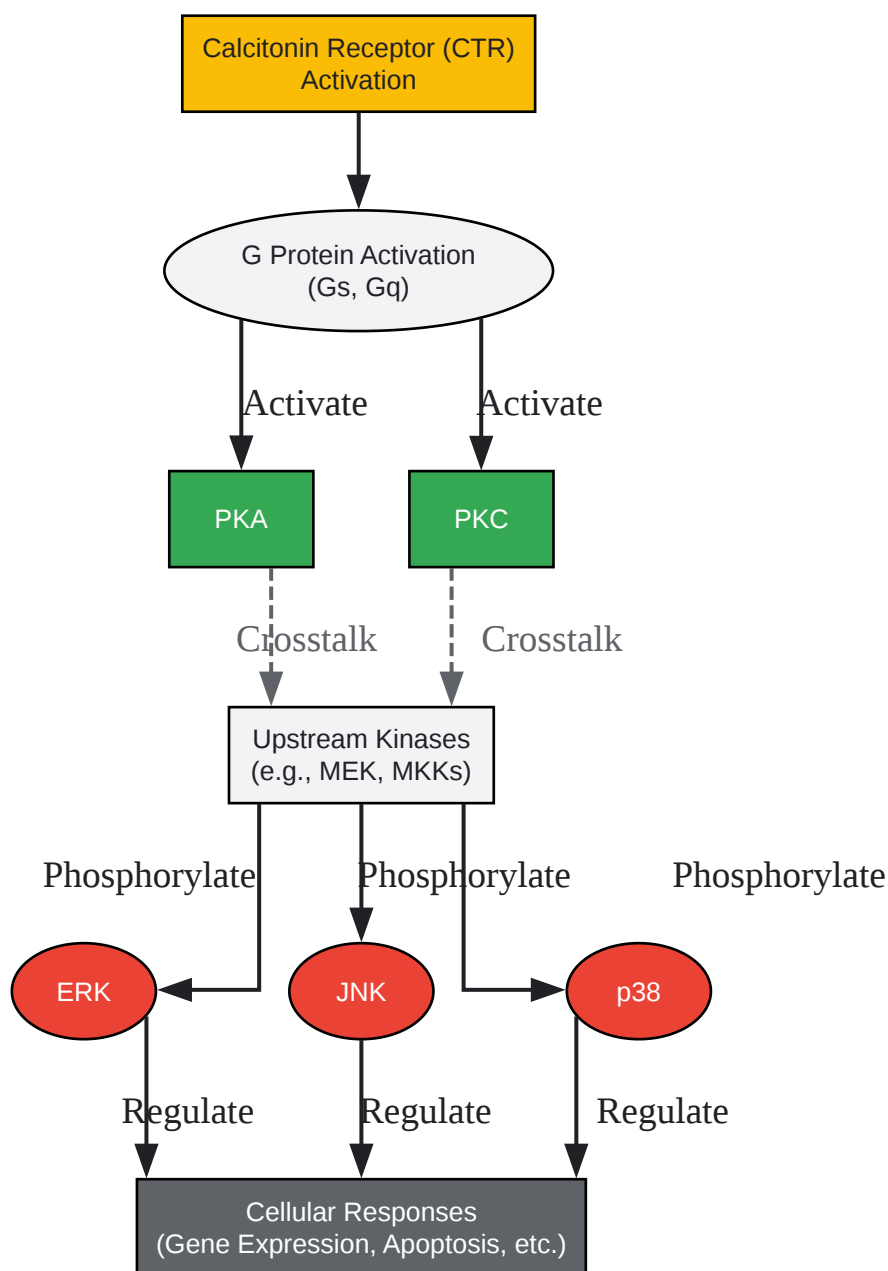 Calcitonin Receptor (CTR)
Activation
G Protein Activation
(Gs, Gq)
Activate
Activate
PKA
PKC
Crosstalk
Crosstalk
Upstream Kinases
(e.g., MEK, MKKs)
Phosphorylate
Phosphorylate
Phosphorylate
ERK
JNK
p38
Regulate
Regulate
Regulate
Cellular Responses
(Gene Expression, Apoptosis, etc.)